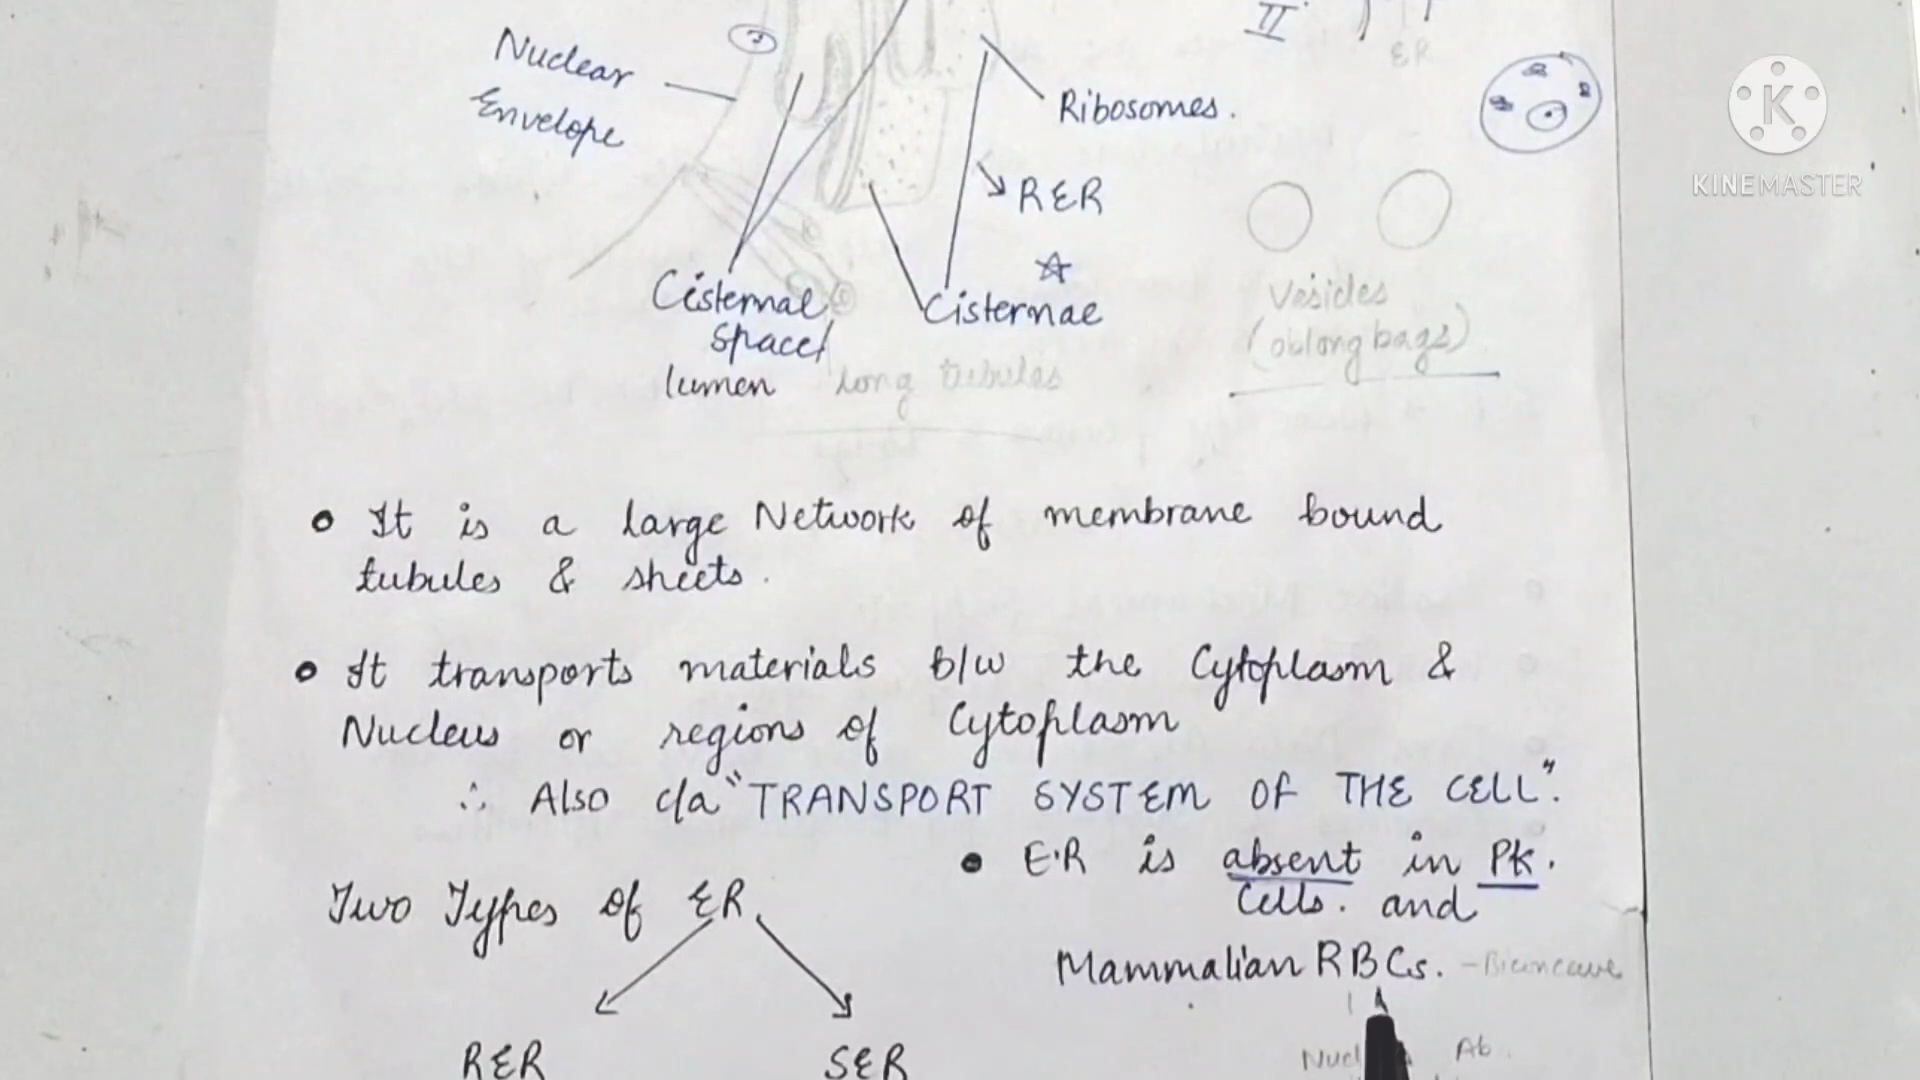 II
ER
Nuclear
Envelope
Ribosomes.
KINEMASTER
RER
Cisternal
space/
lumen
Cisternae
Vesicles
(oblong bags)
long tubules
• It is a large Network of membrane bound
tubules & sheets.
• It transports materials b/w the Cytoplasm &
Nucleus or regions of Cytoplasm
∴ Also c/a "TRANSPORT SYSTEM OF THE CELL".
• E.R is absent in PK.
Cells. and
Mammalian RBCs. - Biconcave
Two Types of ER
RER
SER
Ab.